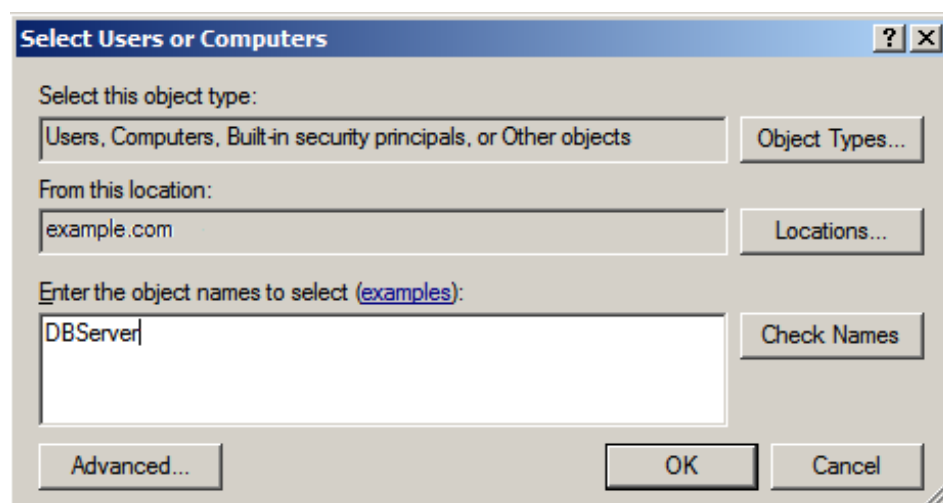 Select Users or Computers
?
Select this object type:
Users, Computers, Built-in security principals, or Other objects
Object Types...
From this location:
example.com
Locations...
Enter the object names to select (examples):
DBServer
Check Names
Advanced...
OK
Cancel